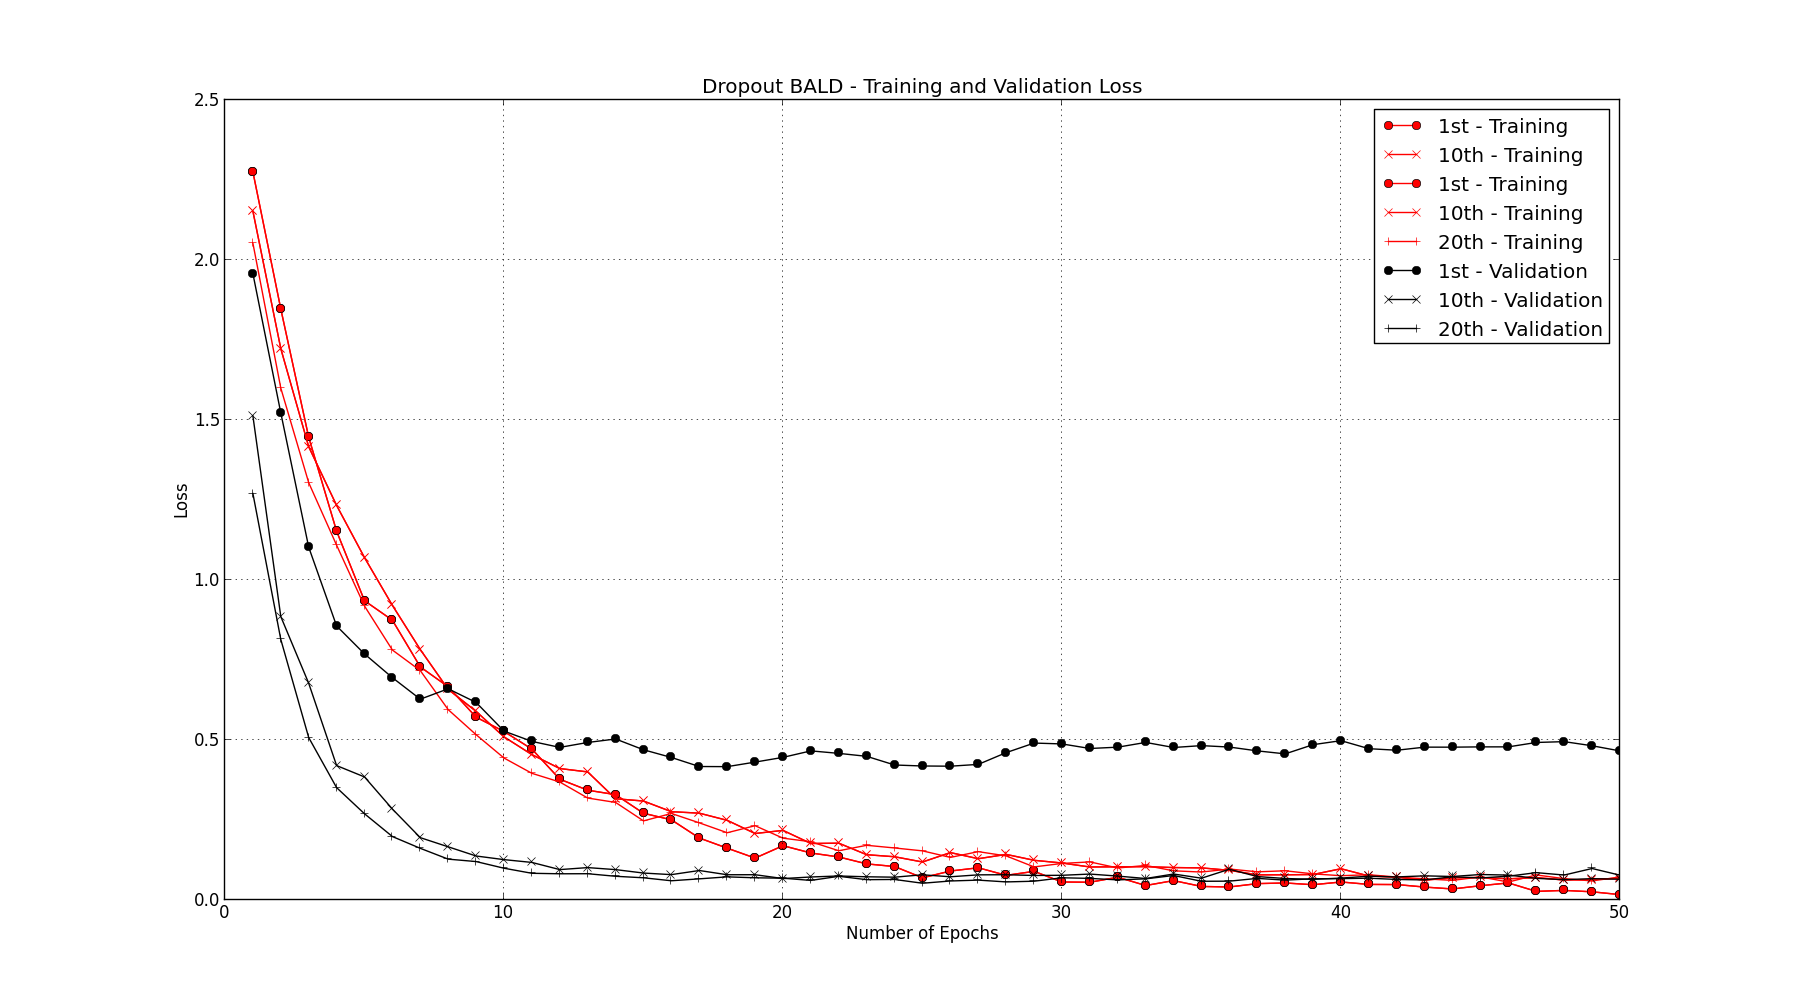 Dropout BALD - Training and Validation Loss
2.5
2.0
1.5
1.0
0.5
0.0
Loss
1st - Training
10th - Training
1st - Training
10th - Training
20th - Training
1st - Validation
10th - Validation
20th - Validation
0 10 20 30 40 50
Number of Epochs